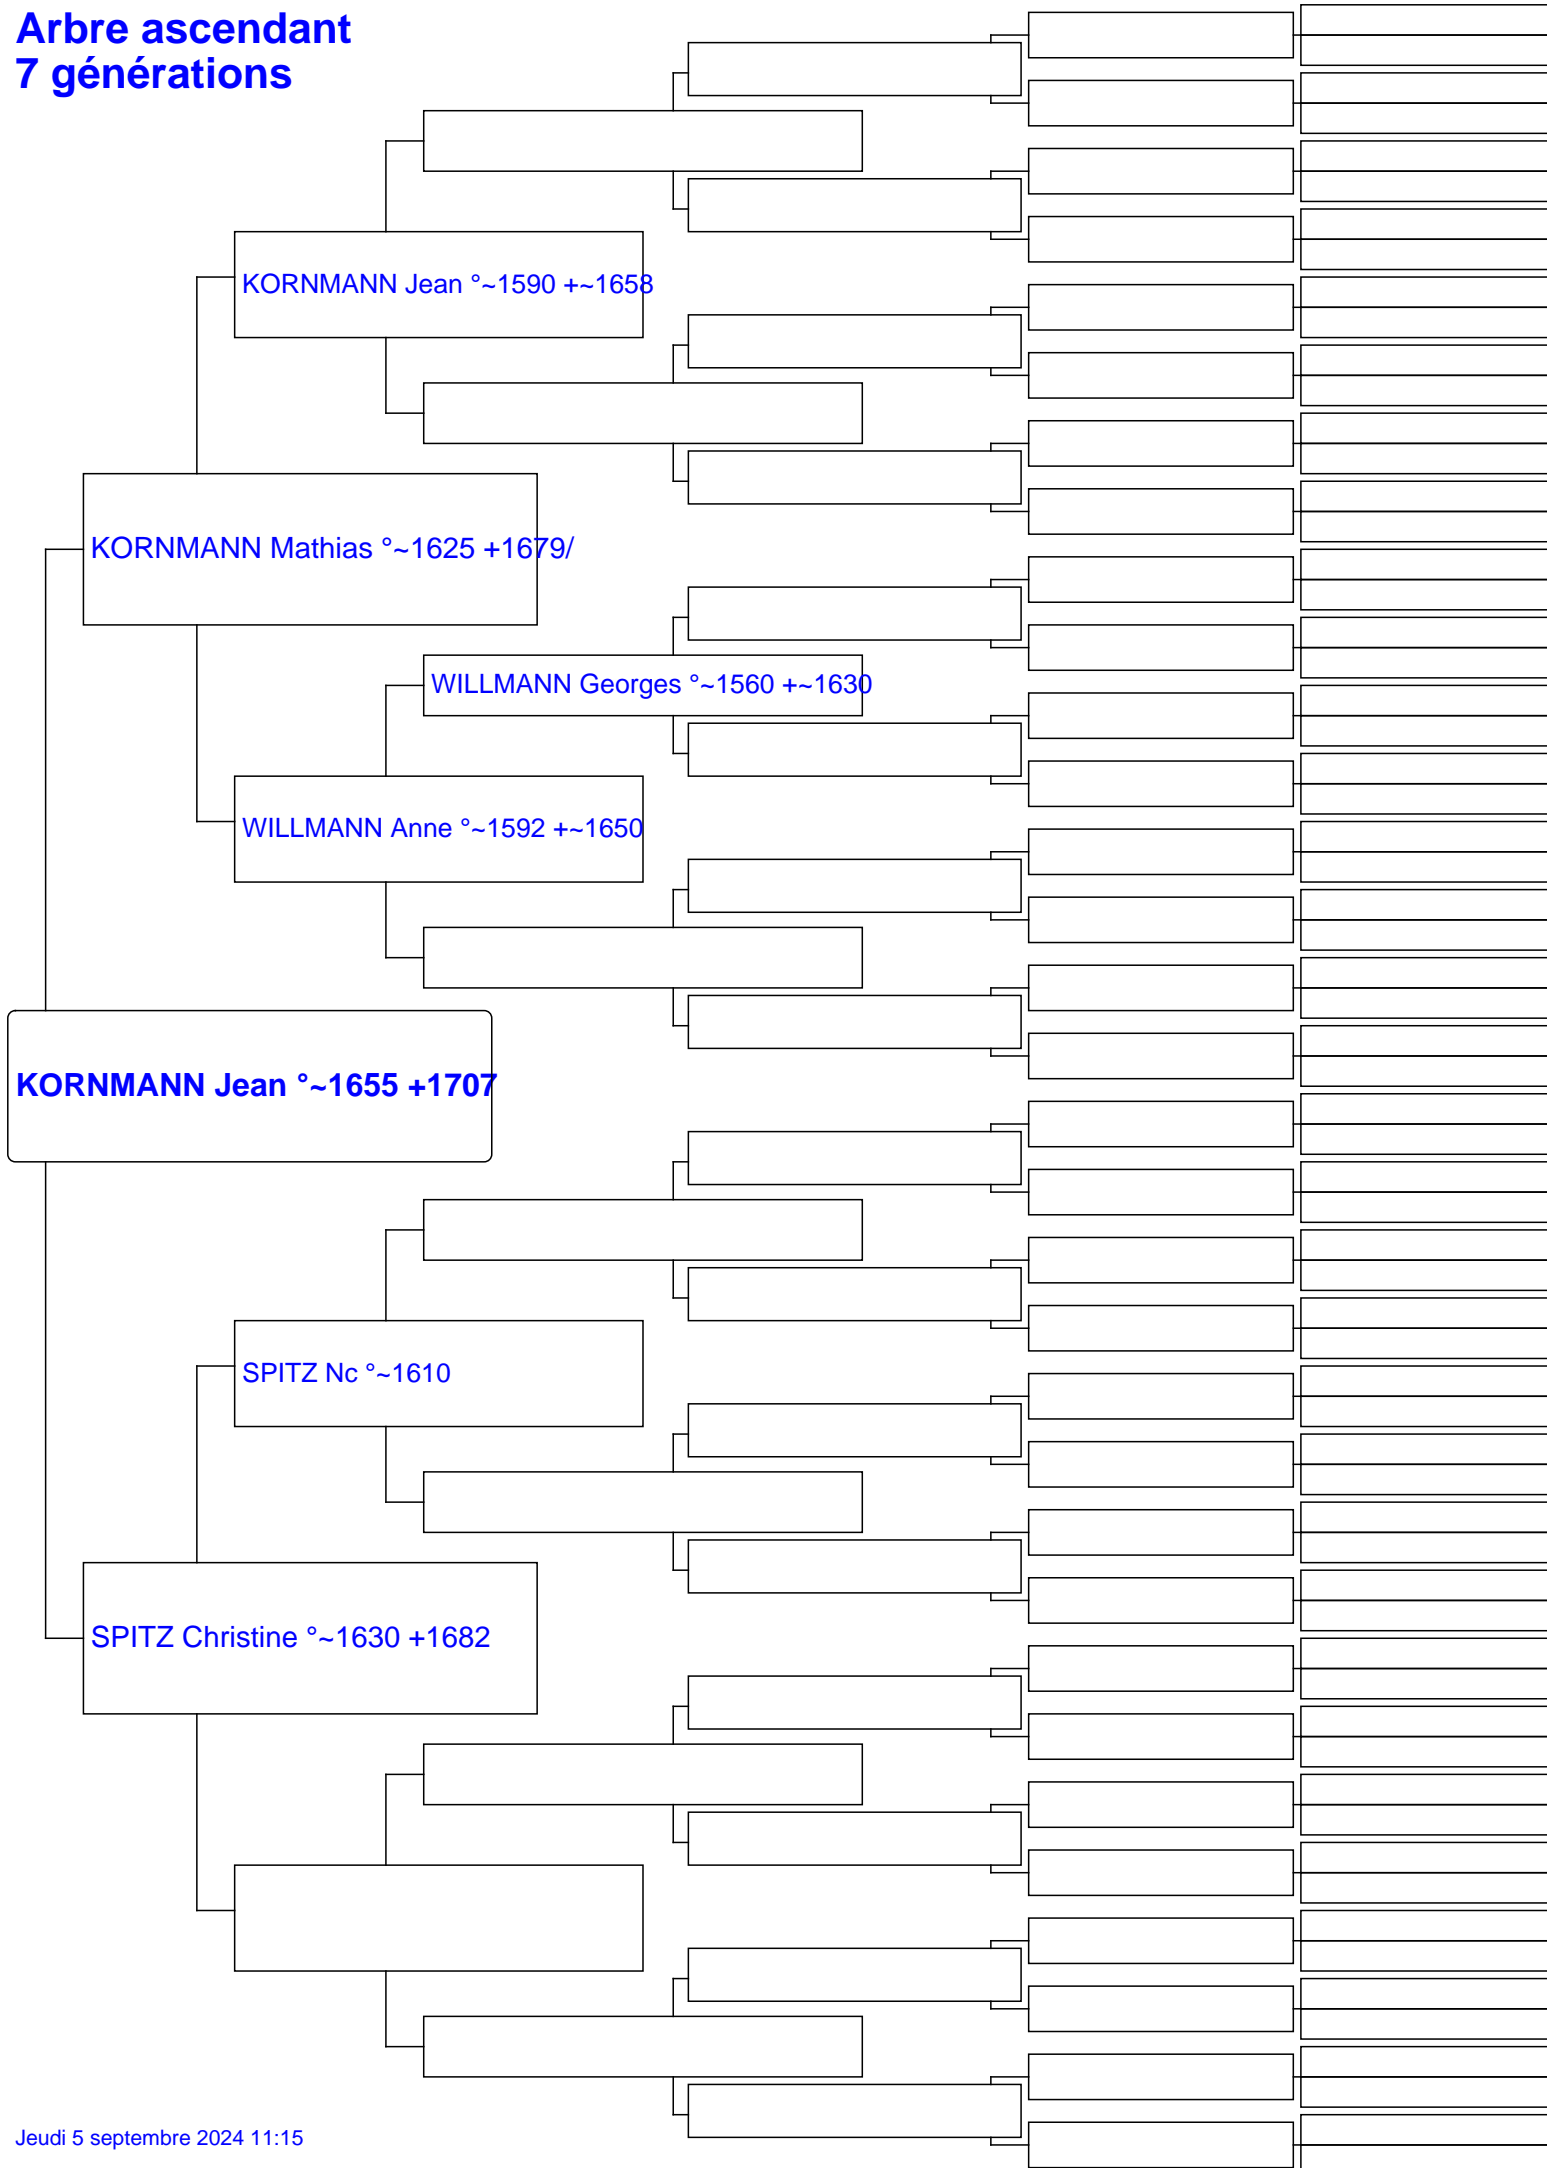 Arbre ascendant
7 générations
KORNMANN Jean °~1590 +~1658
KORNMANN Mathias °~1625 +1679/
WILLMANN Georges °~1560 +~1630
WILLMANN Anne °~1592 +~1650
KORNMANN Jean °~1655 +1707
SPITZ Nc °~1610
SPITZ Christine °~1630 +1682
Jeudi 5 septembre 2024 11:15